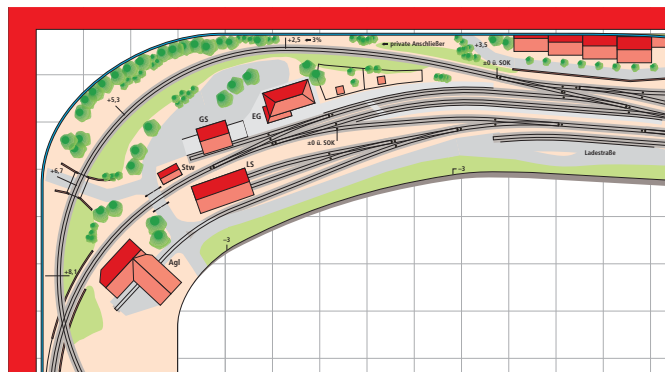 +2,5 ⬅ 3%
⬅ private Anschließer
+3,5
±0 ü. SOK
+5,3
GS
EG
±0 ü. SOK
Ladestraße
+6,7
Stw
LS
−3
−3
Agl
+8,1